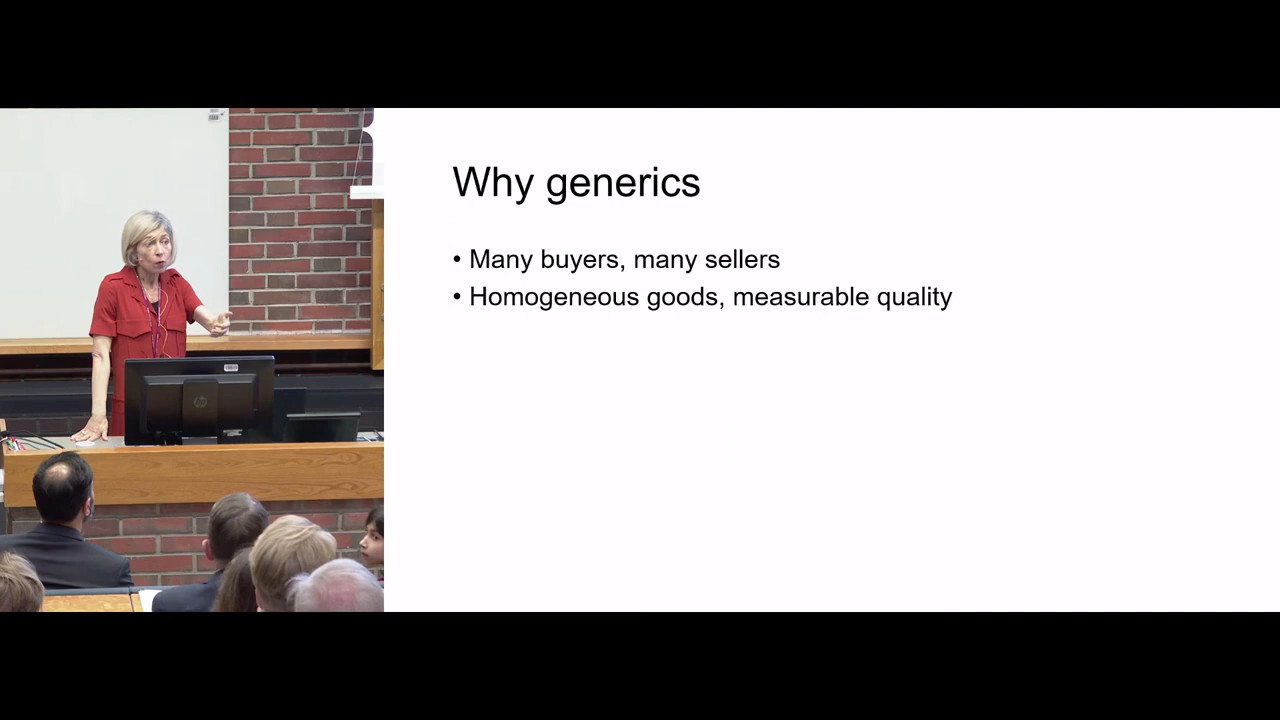 Why generics
• Many buyers, many sellers
• Homogeneous goods, measurable quality